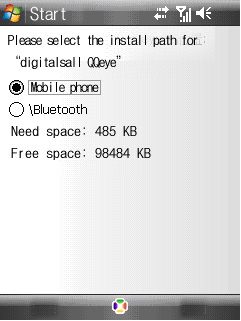 Start
Please select the install path for:
"digitalsall QQeye"
Mobile phone
\Bluetooth
Need space: 485 KB
Free space: 98484 KB